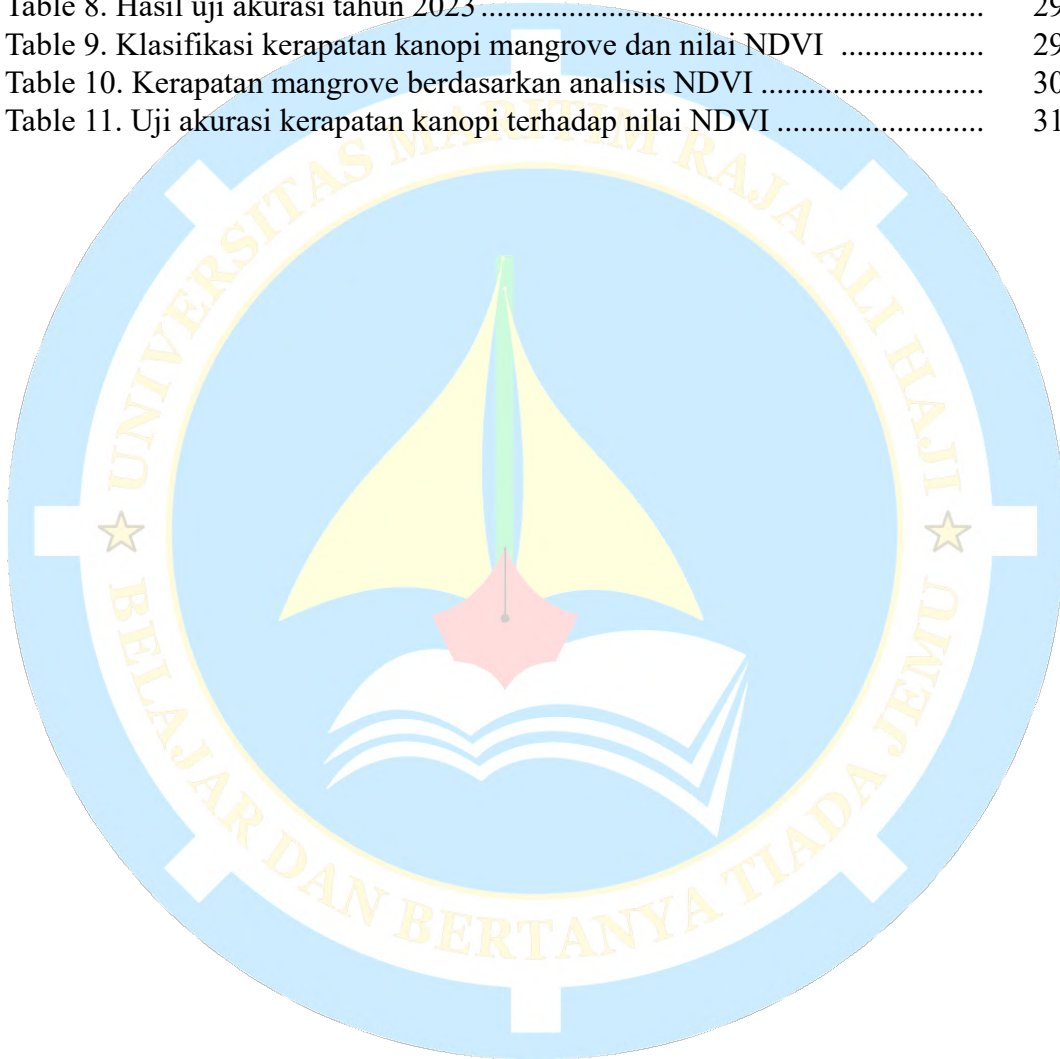 Table 8. Hasil uji akurasi tahun 2023 ........................................................................ 29
Table 9. Klasifikasi kerapatan kanopi mangrove dan nilai NDVI .................... 29
Table 10. Kerapatan mangrove berdasarkan analisis NDVI ................................ 30
Table 11. Uji akurasi kerapatan kanopi terhadap nilai NDVI .............................. 31
UNIVERSITAS MARITIM RAJA ALI HAJI
BELAJAR DAN BERTANYA TIADA JEMU